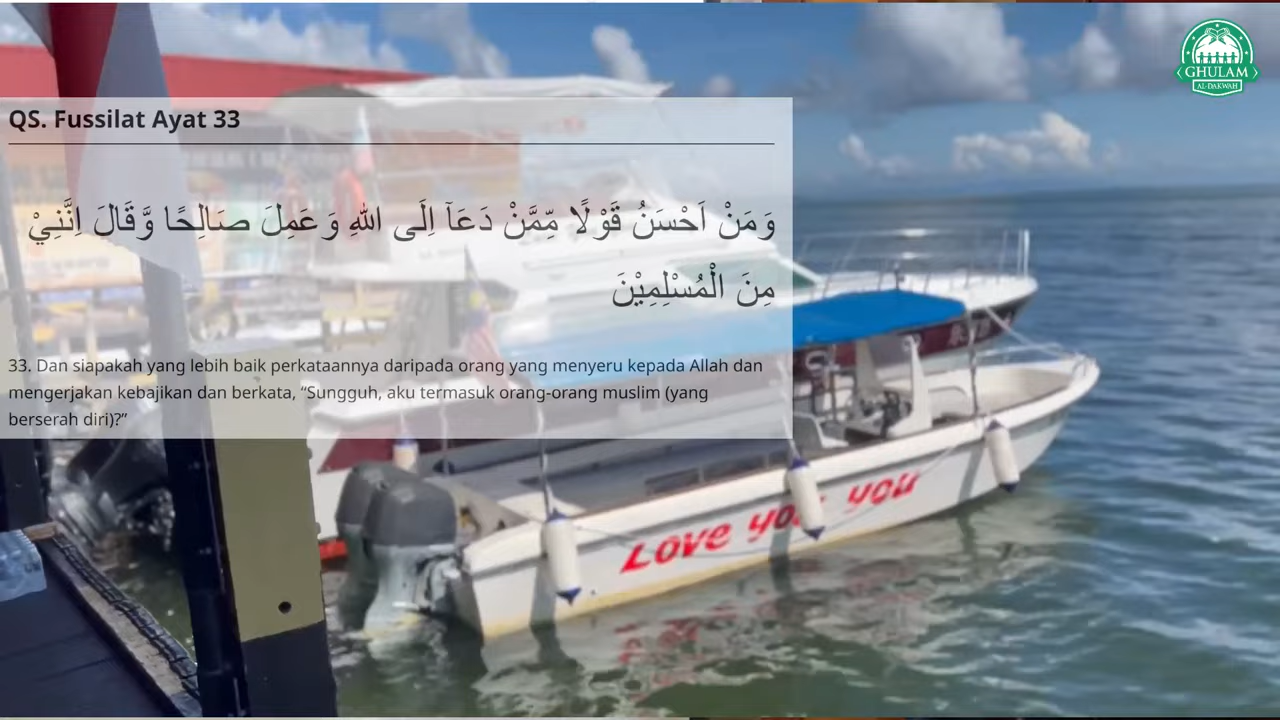 QS. Fussilat Ayat 33
وَمَنْ اَحْسَنُ قَوْلًا مِّمَّنْ دَعَآ اِلَى اللّٰهِ وَعَمِلَ صَالِحًا وَّقَالَ اِنَّنِيْ
مِنَ الْمُسْلِمِيْنَ
33. Dan siapakah yang lebih baik perkataannya daripada orang yang menyeru kepada Allah dan
mengerjakan kebajikan dan berkata, “Sungguh, aku termasuk orang-orang muslim (yang
berserah diri)?”
GHULAM
AL-DAKWAH
Love you you